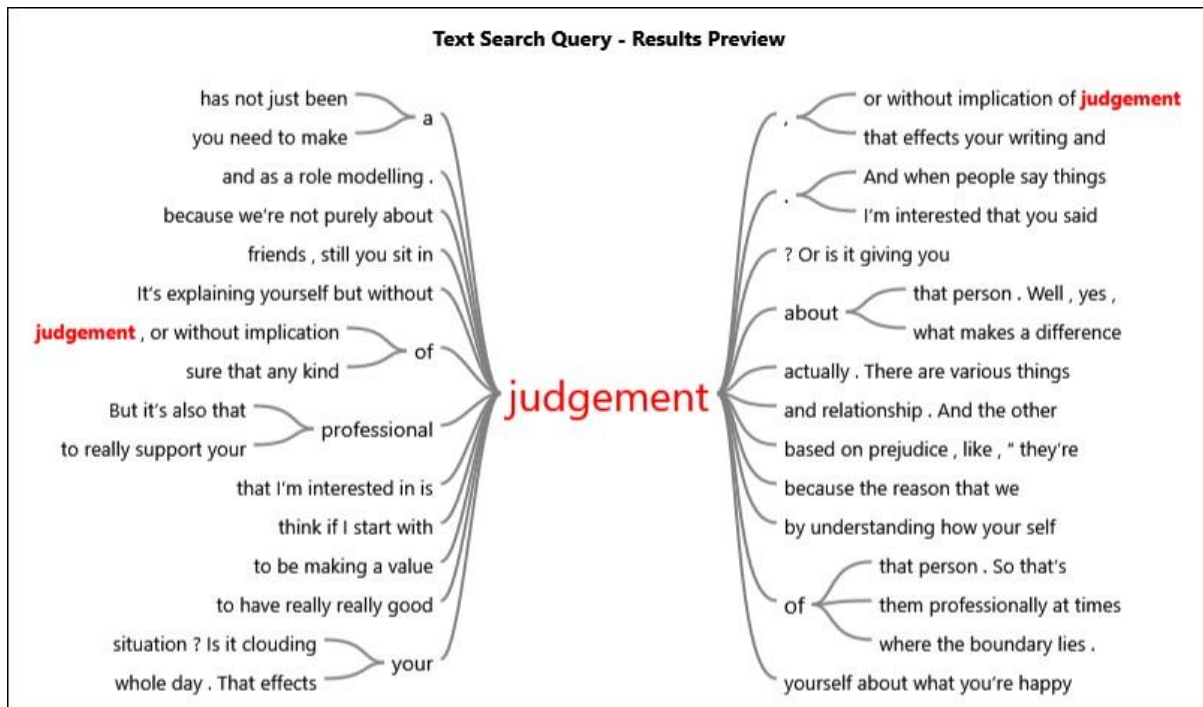 Text Search Query - Results Preview
has not just been
you need to make
a
and as a role modelling .
because we're not purely about
friends , still you sit in
It's explaining yourself but without
judgement , or without implication
sure that any kind
of
But it's also that
to really support your
professional
that I'm interested in is
think if I start with
to be making a value
to have really really good
situation ? Is it clouding
whole day . That effects
your
judgement
,
or without implication of judgement
that effects your writing and
.
And when people say things
I'm interested that you said
? Or is it giving you
about
that person . Well , yes ,
what makes a difference
actually . There are various things
and relationship . And the other
based on prejudice , like , " they're
because the reason that we
by understanding how your self
of
that person . So that's
them professionally at times
where the boundary lies .
yourself about what you're happy